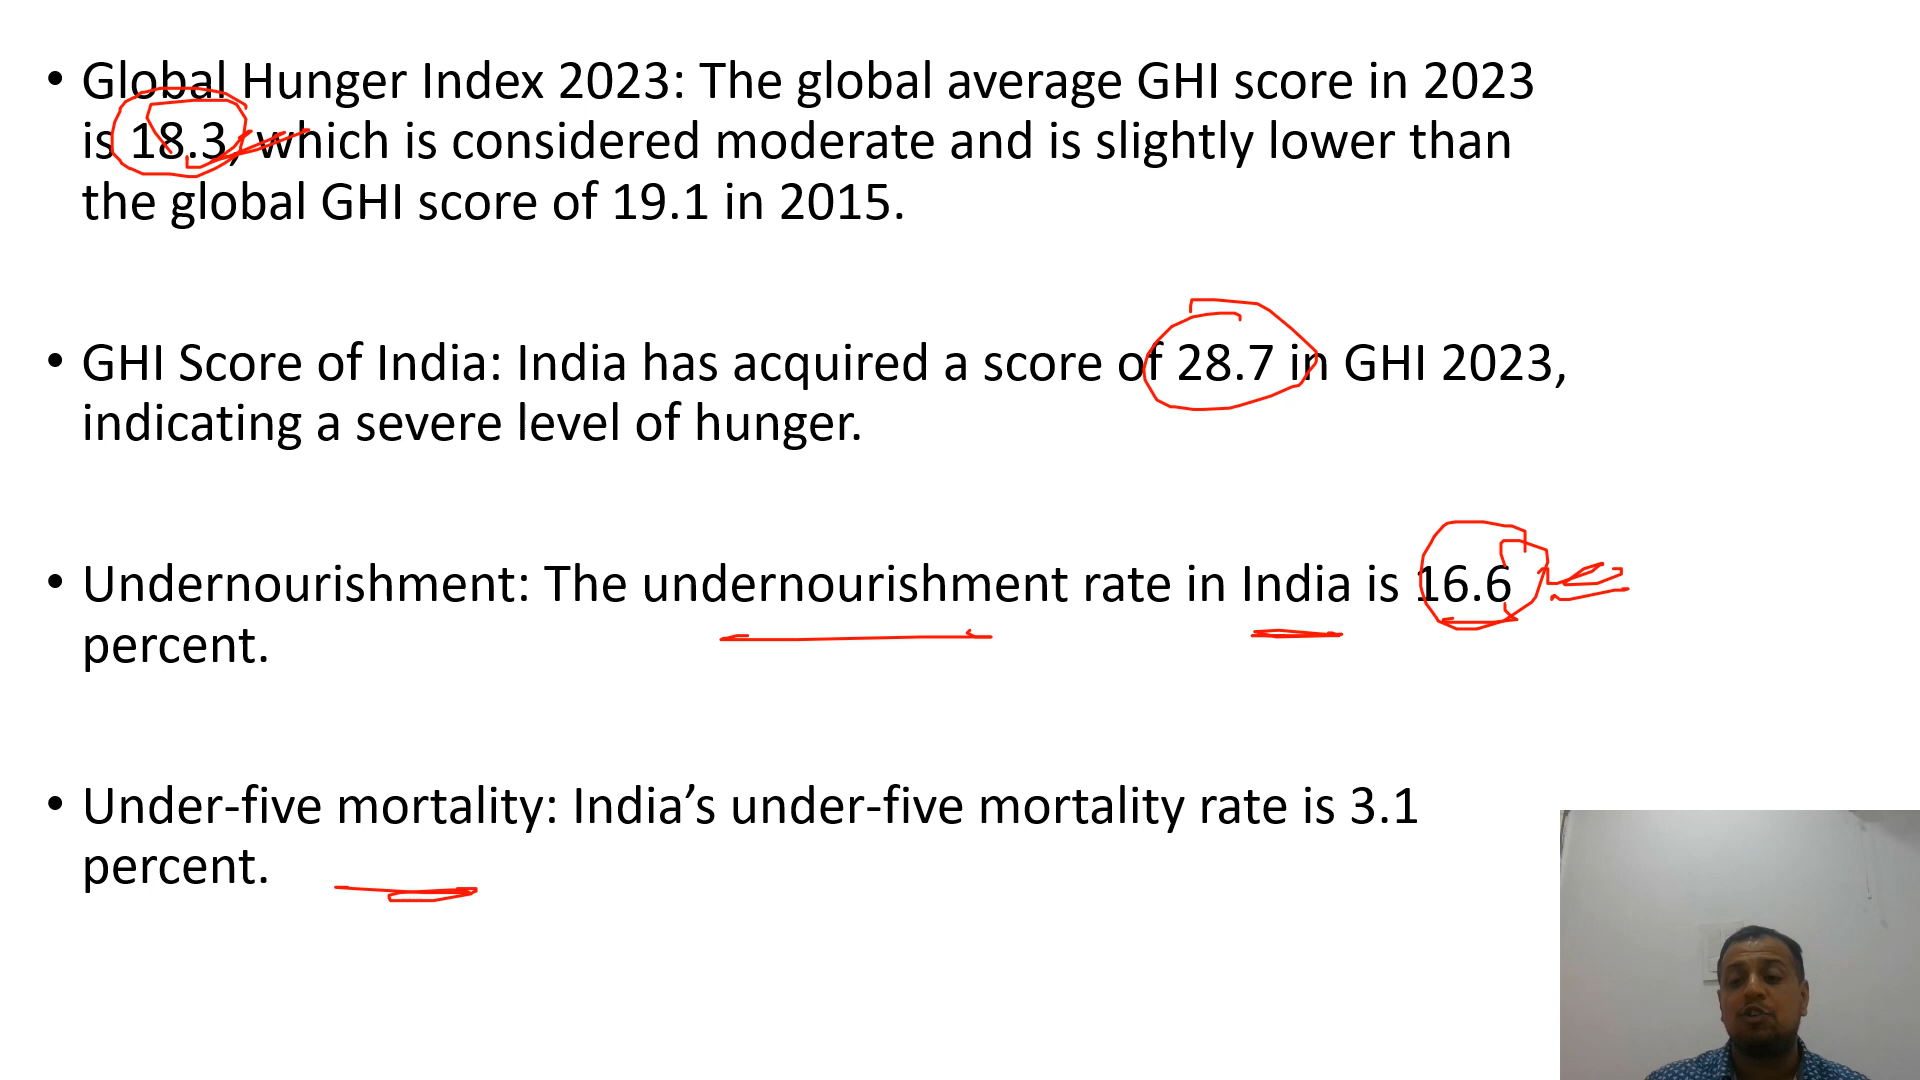 • Global Hunger Index 2023: The global average GHI score in 2023
is 18.3, which is considered moderate and is slightly lower than
the global GHI score of 19.1 in 2015.
• GHI Score of India: India has acquired a score of 28.7 in GHI 2023,
indicating a severe level of hunger.
• Undernourishment: The undernourishment rate in India is 16.6
percent.
• Under-five mortality: India’s under-five mortality rate is 3.1
percent.